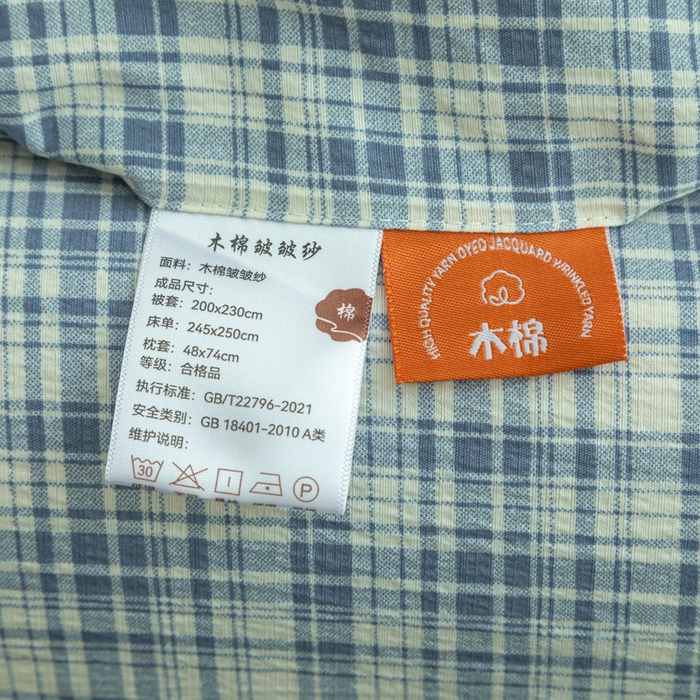 木棉皱皱纱
面料：木棉皱皱纱
成品尺寸：
被套：200x230cm
床单：245x250cm
枕套：48x74cm
等级：合格品
执行标准：GB/T22796-2021
安全类别：GB 18401-2010 A类
维护说明：
30
P
棉
HIGH QUALITY YARN DYED JACQUARD WRINKLED YARN
木棉